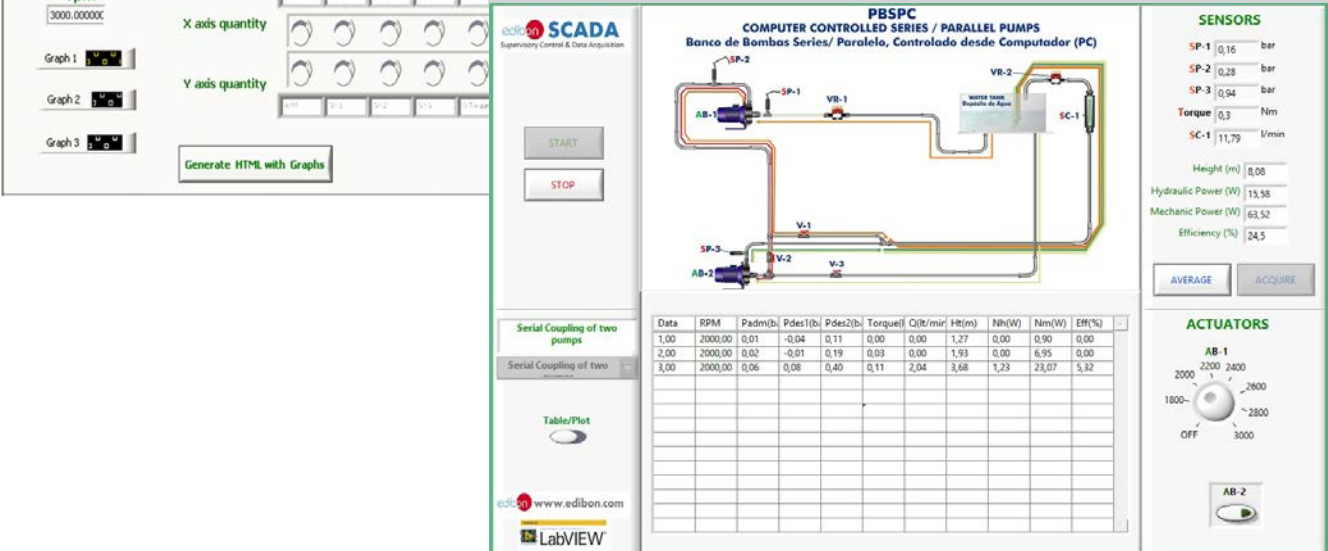 3000.00000
X axis quantity
Graph 1
Y axis quantity
Graph 2
Graph 3
Generate HTML with Graphs
edibon SCADA
Supervisory Control & Data Acquisition
START
STOP
Serial Coupling of two
pumps
Serial Coupling of two
Table/Plot
edibon www.edibon.com
LabVIEW
PBSPC
COMPUTER CONTROLLED SERIES / PARALLEL PUMPS
Banco de Bombas Series/ Paralelo, Controlado desde Computador (PC)
SP-2
VR-2
SP-1
VR-1
WATER TANK
Depósito de Agua
AB-1
SC-1
V-1
SP-3
V-2
V-3
AB-2
Data RPM Padm(b Pdes1(b Pdes2(b Torque( Q(lt/min Ht(m) Nh(W) Nm(W) Eff(%)
1,00 2000,00 0,01 -0,04 0,11 0,00 0,00 1,27 0,00 0,90 0,00
2,00 2000,00 0,02 -0,01 0,19 0,03 0,00 1,93 0,00 6,95 0,00
3,00 2000,00 0,06 0,08 0,40 0,11 2,04 3,68 1,23 23,07 5,32
SENSORS
SP-1 0,16 bar
SP-2 0,28 bar
SP-3 0,94 bar
Torque 0,3 Nm
SC-1 11,79 l/min
Height (m) 8,08
Hydraulic Power (W) 15,58
Mechanic Power (W) 63,52
Efficiency (%) 24,5
AVERAGE ACQUIRE
ACTUATORS
AB-1
2200 2400
2000 2600
1800 2800
OFF 3000
AB-2